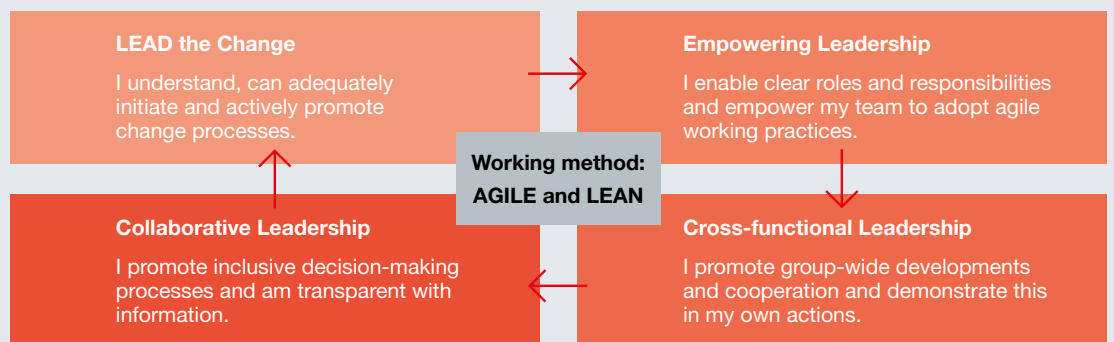 LEAD the Change
I understand, can adequately
initiate and actively promote
change processes.
Empowering Leadership
I enable clear roles and responsibilities
and empower my team to adopt agile
working practices.
Working method:
AGILE and LEAN
Collaborative Leadership
I promote inclusive decision-making
processes and am transparent with
information.
Cross-functional Leadership
I promote group-wide developments
and cooperation and demonstrate this
in my own actions.